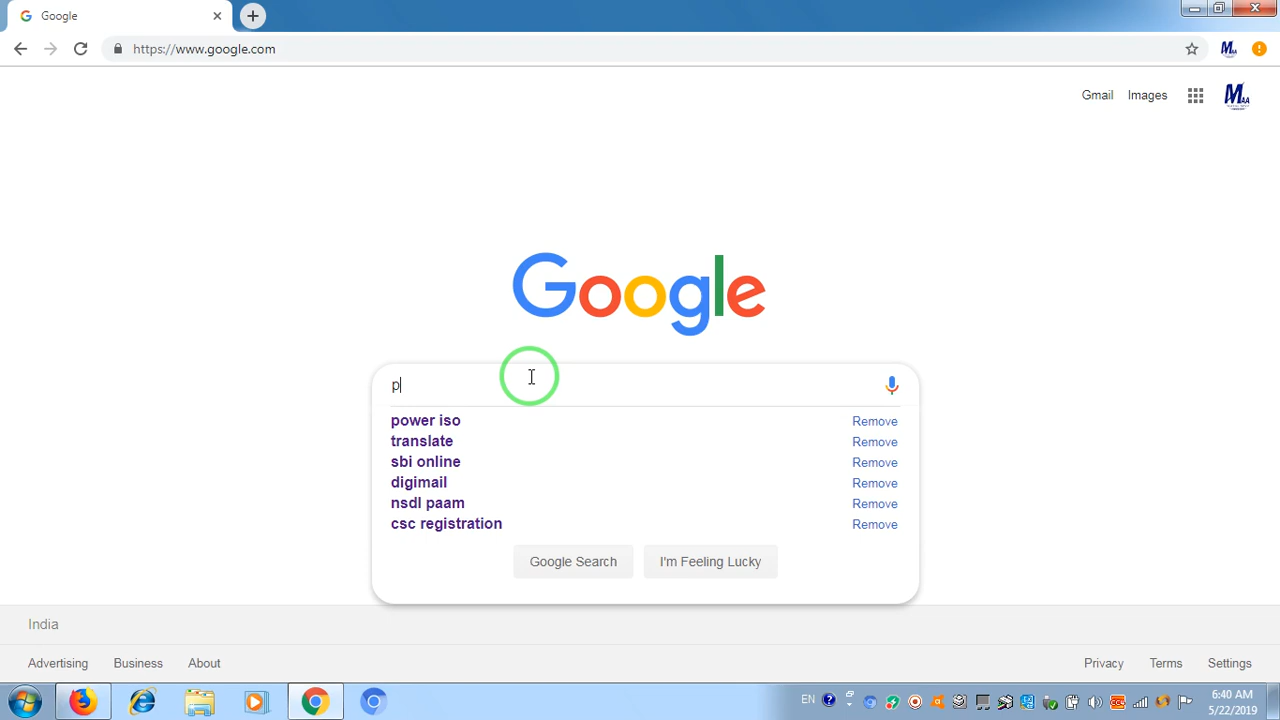 Google
https://www.google.com
Gmail Images
Google
p
power iso Remove
translate Remove
sbi online Remove
digimail Remove
nsdl paam Remove
csc registration Remove
Google Search I'm Feeling Lucky
India
Advertising Business About Privacy Terms Settings
EN
6:40 AM
5/22/2019